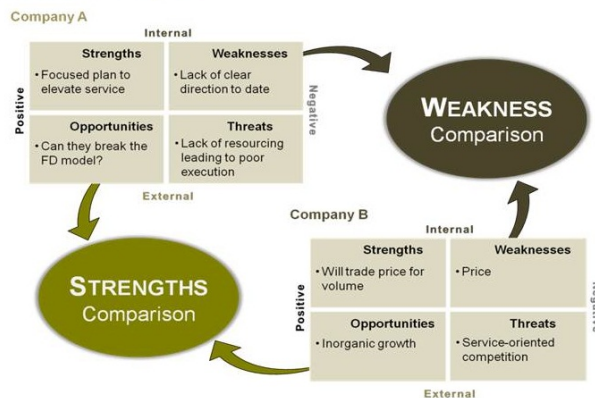 Company A
Internal
Strengths
• Focused plan to
elevate service
Weaknesses
• Lack of clear
direction to date
Positive
Negative
Opportunities
• Can they break the
FD model?
Threats
• Lack of resourcing
leading to poor
execution
External
WEAKNESS
Comparison
STRENGTHS
Comparison
Company B
Internal
Strengths
• Will trade price for
volume
Weaknesses
• Price
Positive
Negative
Opportunities
• Inorganic growth
Threats
• Service-oriented
competition
External